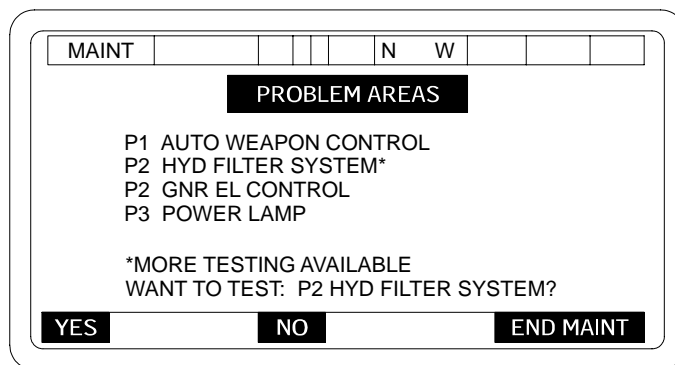 MAINT N W
PROBLEM AREAS
P1 AUTO WEAPON CONTROL
P2 HYD FILTER SYSTEM*
P2 GNR EL CONTROL
P3 POWER LAMP
*MORE TESTING AVAILABLE
WANT TO TEST: P2 HYD FILTER SYSTEM?
YES NO END MAINT